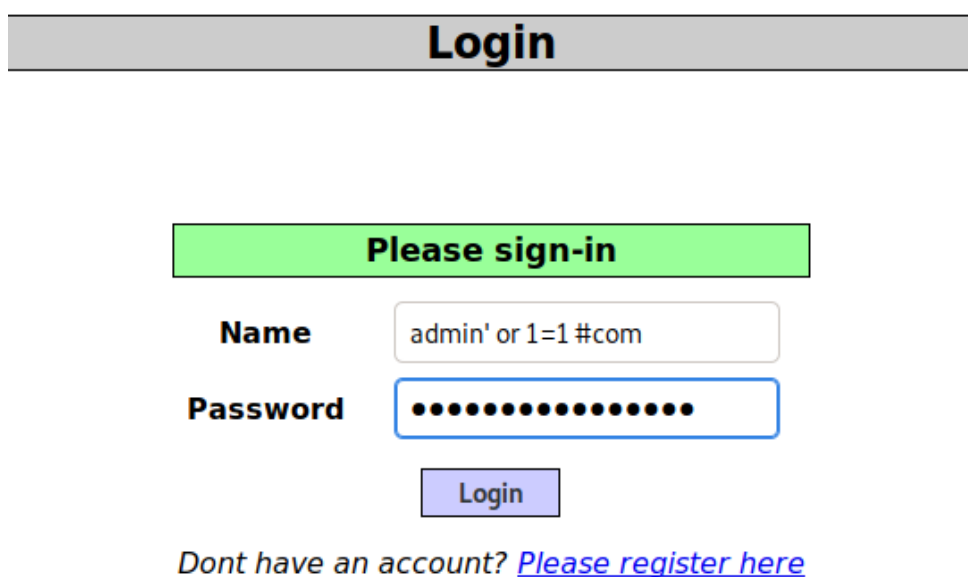 Login
Please sign-in
Name admin' or 1=1 #com
Password ••••••••••••••••
Login
Dont have an account? Please register here